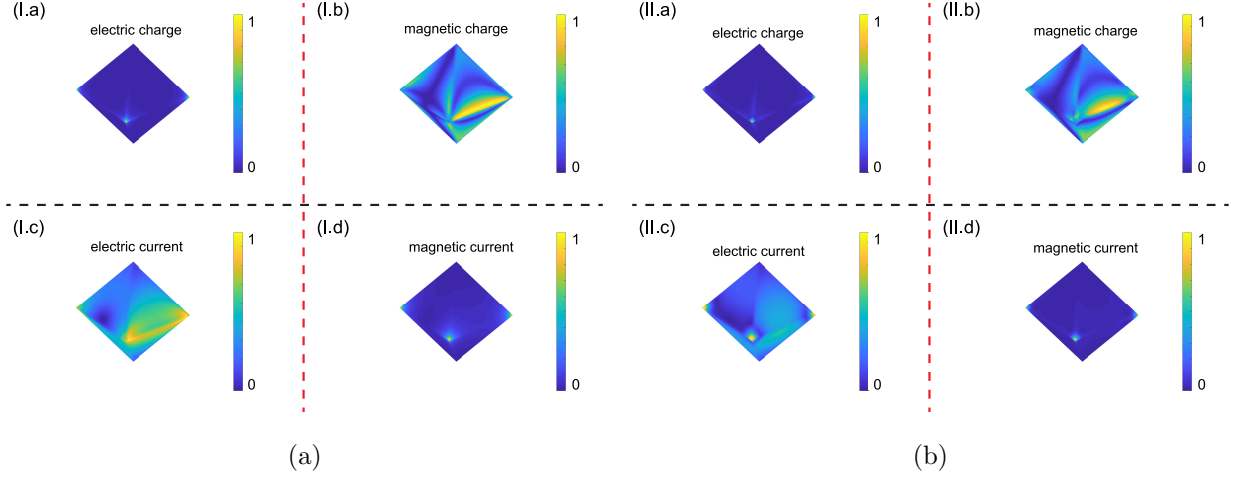 (I.a)
electric charge
1
0
(I.b)
magnetic charge
1
0
(II.a)
electric charge
1
0
(II.b)
magnetic charge
1
0
(I.c)
electric current
1
0
(I.d)
magnetic current
1
0
(II.c)
electric current
1
0
(II.d)
magnetic current
1
0
(a)
(b)